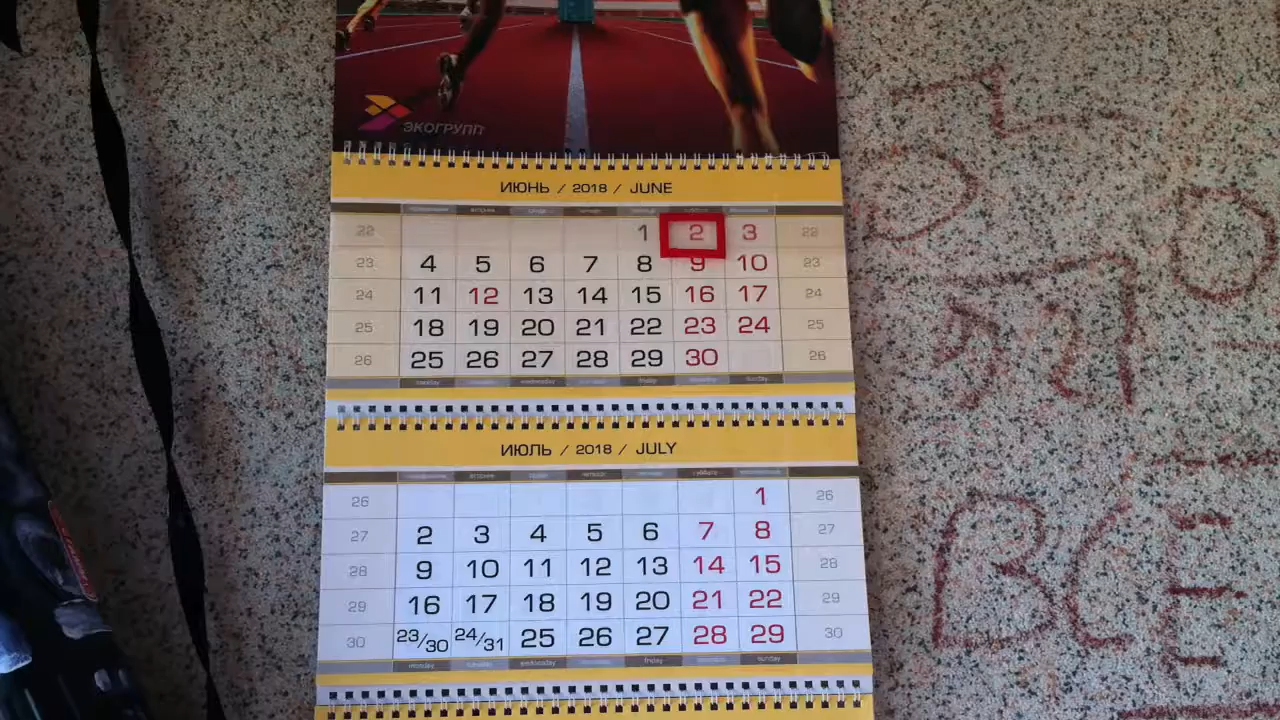 ЭКОГРУПП
ИЮНЬ / 2018 / JUNE
22 1 2 3 22
23 4 5 6 7 8 9 10 23
24 11 12 13 14 15 16 17 24
25 18 19 20 21 22 23 24 25
26 25 26 27 28 29 30 26
ИЮЛЬ / 2018 / JULY
26 1 26
27 2 3 4 5 6 7 8 27
28 9 10 11 12 13 14 15 28
29 16 17 18 19 20 21 22 29
30 23/30 24/31 25 26 27 28 29 30
monday friday sunday
ВСЕ